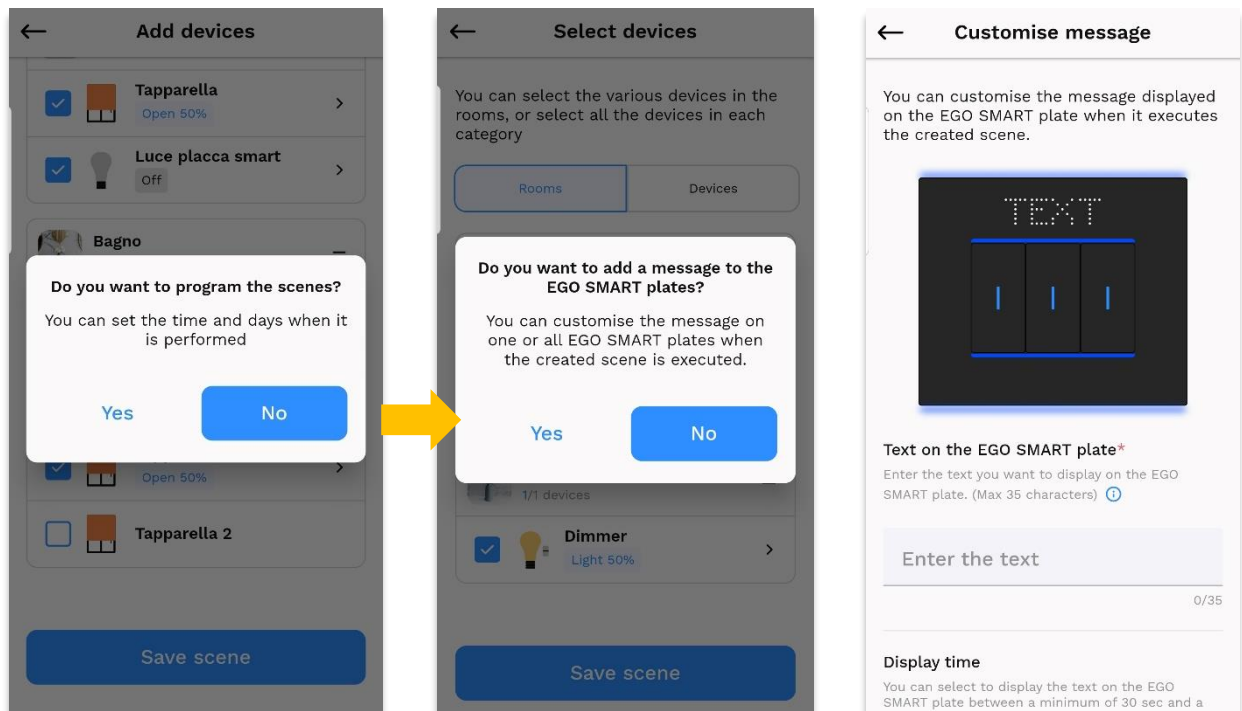 Add devices
Tapparella
Open 50%
Luce placca smart
Off
Bagno
Do you want to program the scenes?
You can set the time and days when it
is performed
Yes
No
Open 50%
Tapparella 2
Save scene
Select devices
You can select the various devices in the
rooms, or select all the devices in each
category
Rooms
Devices
Do you want to add a message to the
EGO SMART plates?
You can customise the message on
one or all EGO SMART plates when
the created scene is executed.
Yes
No
1/1 devices
Dimmer
Light 50%
Save scene
Customise message
You can customise the message displayed
on the EGO SMART plate when it executes
the created scene.
TEXT
Text on the EGO SMART plate*
Enter the text you want to display on the EGO
SMART plate. (Max 35 characters)
Enter the text
0/35
Display time
You can select to display the text on the EGO
SMART plate between a minimum of 30 sec and a